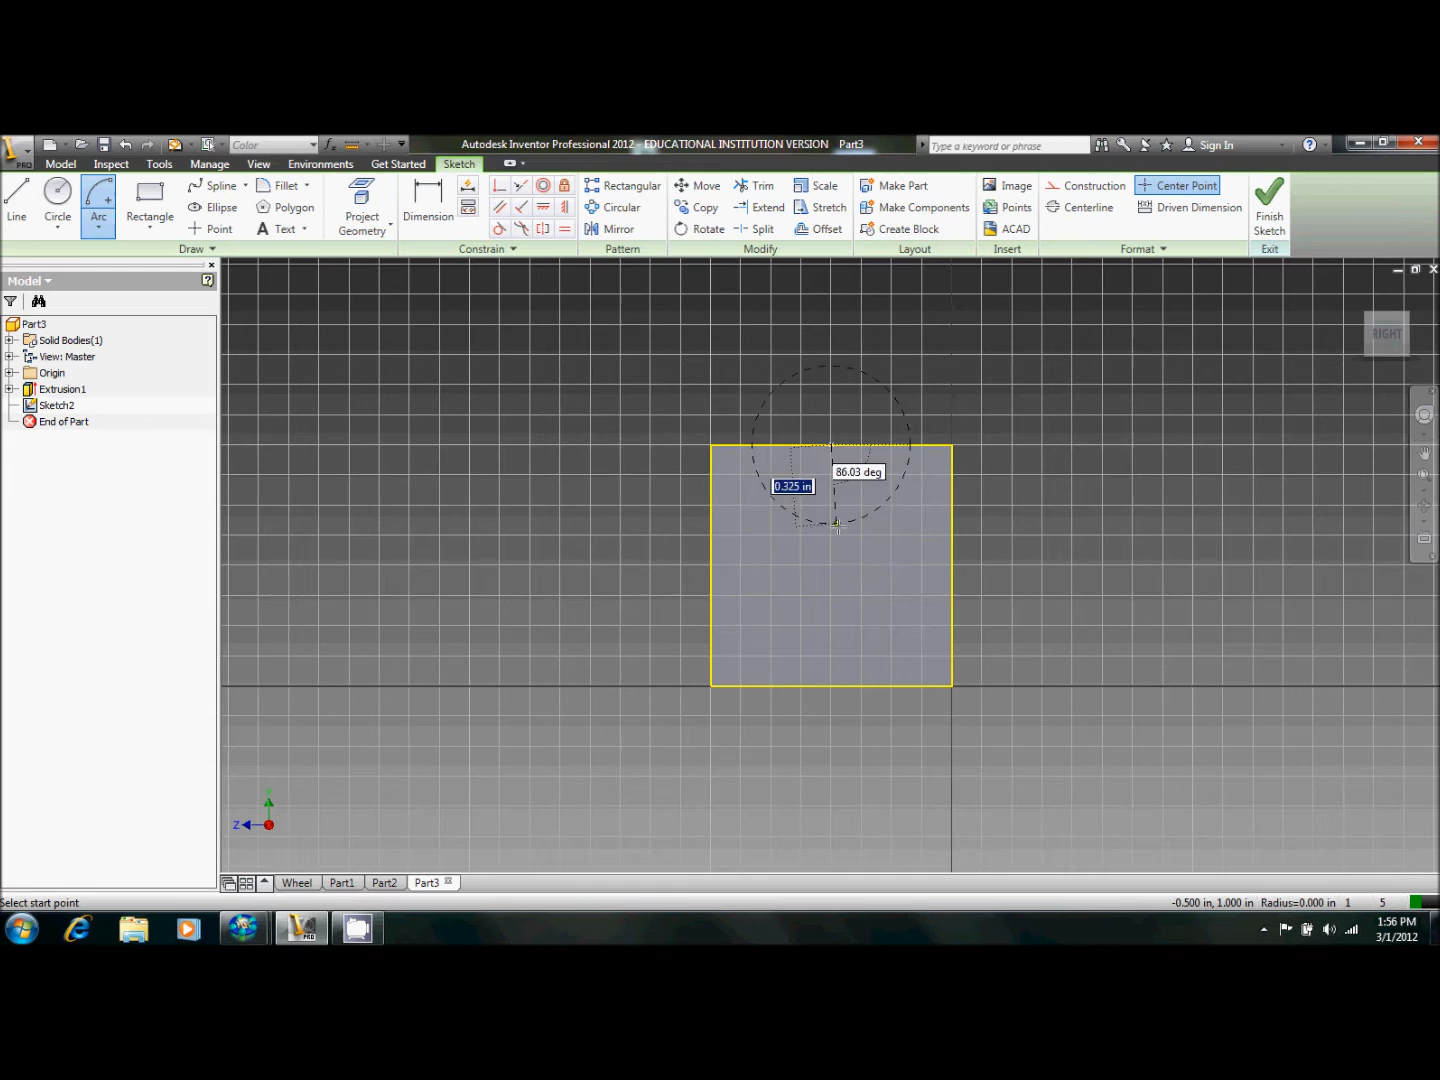 Color
Autodesk Inventor Professional 2012 - EDUCATIONAL INSTITUTION VERSION Part3
Type a keyword or phrase
Sign In
PRO
Model Inspect Tools Manage View Environments Get Started Sketch
Line
Circle
Arc
Rectangle
Spline
Ellipse
Point
Fillet
Polygon
Text
Project
Geometry
Dimension
Rectangular
Circular
Mirror
Move
Copy
Rotate
Trim
Extend
Split
Scale
Stretch
Offset
Make Part
Make Components
Create Block
Image
Points
ACAD
Construction
Centerline
Center Point
Driven Dimension
Finish
Sketch
Draw
Constrain
Pattern
Modify
Layout
Insert
Format
Exit
Model
Part3
Solid Bodies(1)
View: Master
Origin
Extrusion1
Sketch2
End of Part
RIGHT
86.03 deg
0.325 in
Y
Z
Wheel Part1 Part2 Part3
Select start point
-0.500 in, 1.000 in Radius=0.000 in 1 5
PRO
1:56 PM
3/1/2012